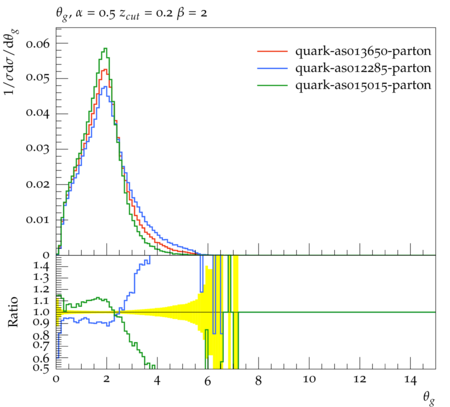 θg, α = 0.5 zcut = 0.2 β = 2
1/σdσ/dθg
0.06
0.05
0.04
0.03
0.02
0.01
0
quark-as013650-parton
quark-as012285-parton
quark-as015015-parton
Ratio
1.4
1.3
1.2
1.1
1.0
0.9
0.8
0.7
0.6
0.5
0 2 4 6 8 10 12 14
θg